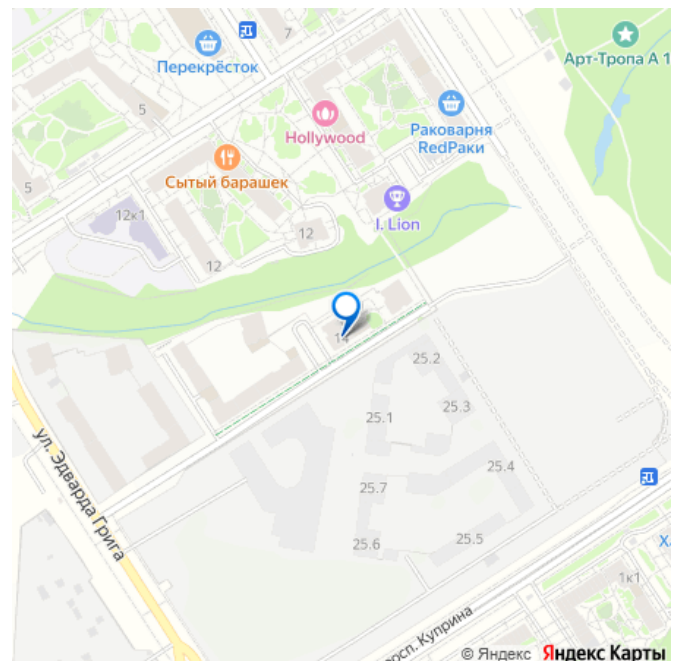 7
Перекрёсток
Арт-Тропа А 1
5
Hollywood
Раковарня
RedРаки
Сытый барашек
5
12к1
I. Lion
12
12
14
25.2
25.3
25.1
ул. Эдварда Грига
25.4
25.7
25.6
25.5
Х
1к1
осп. Куприна
© Яндекс Яндекс Карты